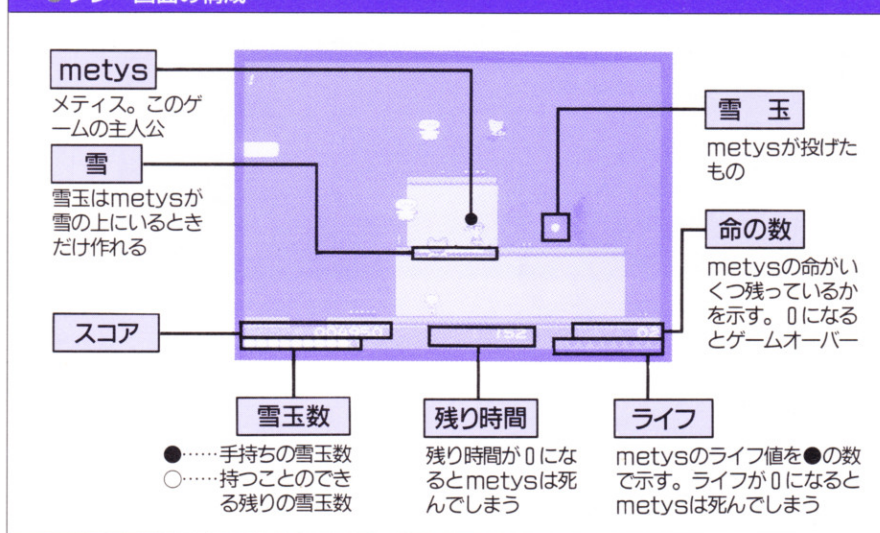 metys
メティス。このゲ
ームの主人公
雪
雪玉はmetysが
雪の上にいるとき
だけ作れる
スコア
雪　玉
metysが投げた
もの
命の数
metysの命がい
くつ残っているか
を示す。0になる
とゲームオーバー
152
02
雪玉数
●……手持ちの雪玉数
○……持つことのでき
る残りの雪玉数
残り時間
残り時間が0にな
るとmetysは死
んでしまう
ライフ
metysのライフ値を●の数
で示す。ライフが0になると
metysは死んでしまう